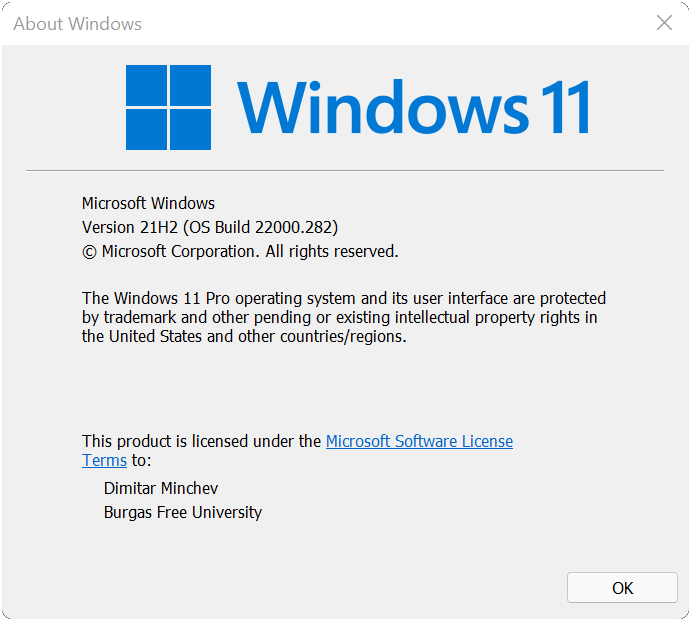 About Windows
Windows 11
Microsoft Windows
Version 21H2 (OS Build 22000.282)
© Microsoft Corporation. All rights reserved.
The Windows 11 Pro operating system and its user interface are protected
by trademark and other pending or existing intellectual property rights in
the United States and other countries/regions.
This product is licensed under the Microsoft Software License
Terms to:
Dimitar Minchev
Burgas Free University
OK